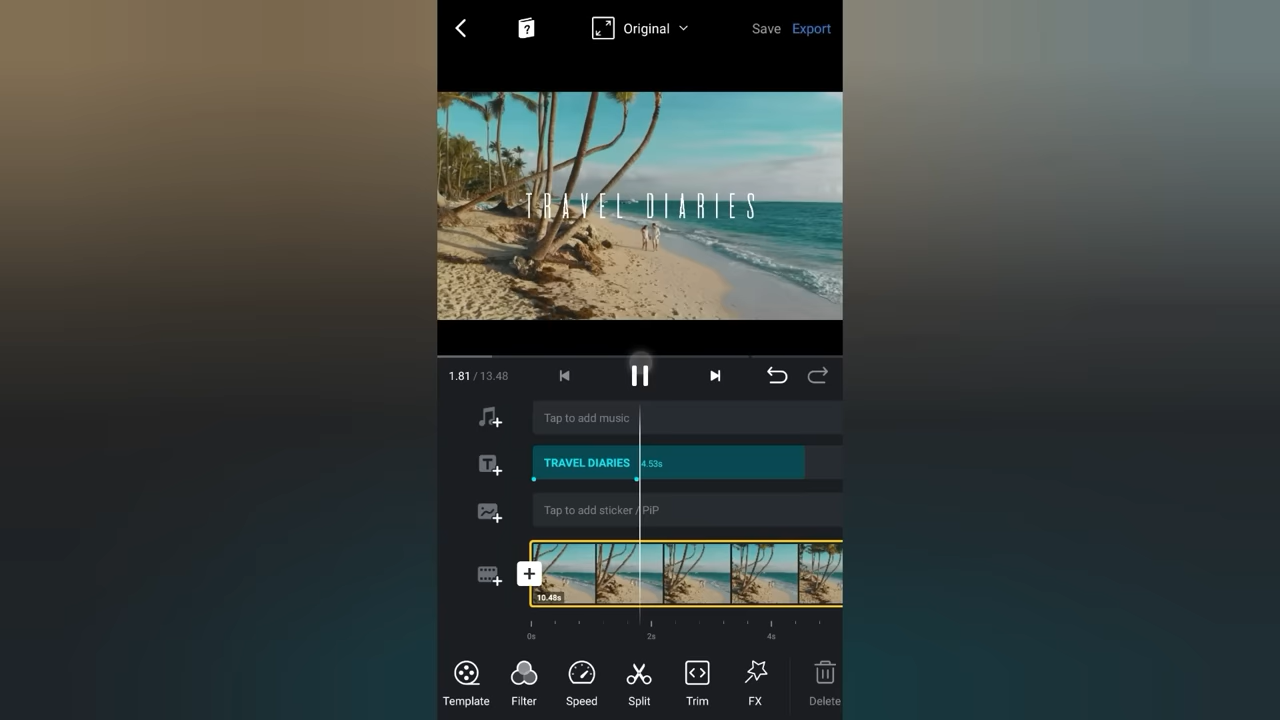 ?
Original
Save
Export
TRAVEL DIARIES
1.81 / 13.48
Tap to add music
TRAVEL DIARIES 4.53s
Tap to add sticker / PiP
10.48s
0s 2s 4s
Template Filter Speed Split Trim FX Delete